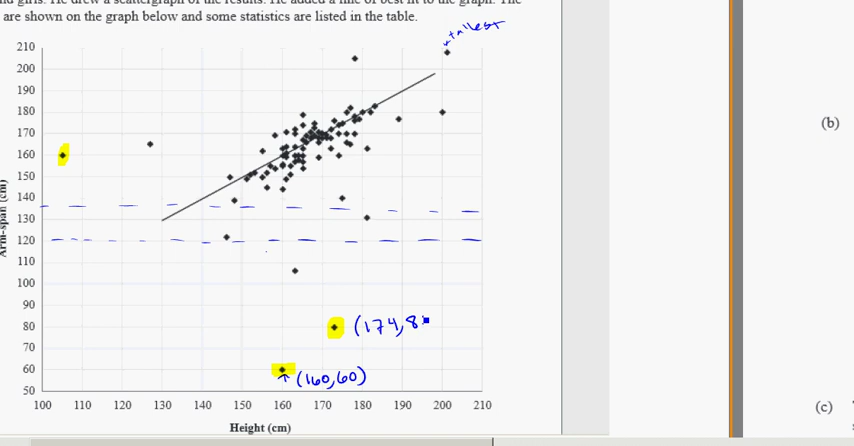 nd girls. He drew a scattergraph of the results. He added a line of best fit to the graph. The
are shown on the graph below and some statistics are listed in the table.
tallest
210
200
190
180
170
160
150
140
130
120
110
100
90
80
70
60
50
Arm-span (cm)
(174,8
(160,60)
40 110 120 130 140 150 160 170 180 190 200 210
Height (cm)
(b)
(c)